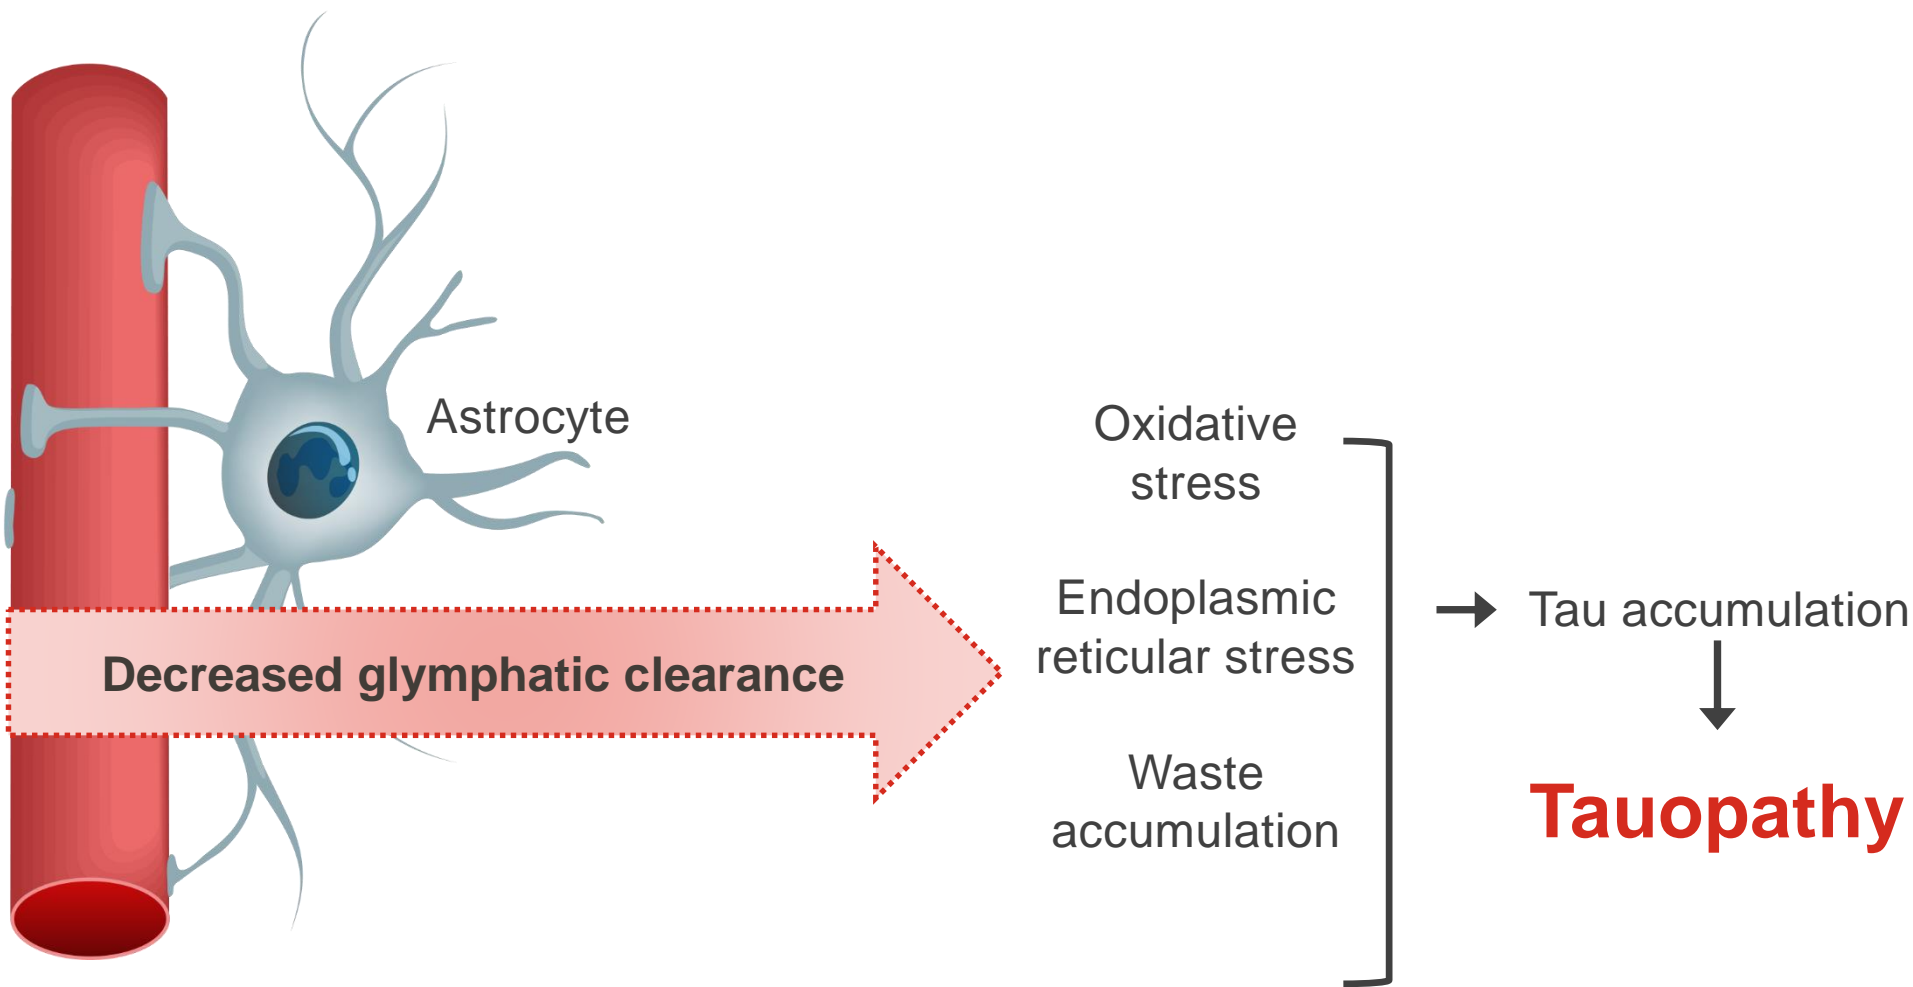 Astrocyte
Decreased glymphatic clearance
Oxidative
stress
Endoplasmic
reticular stress
Waste
accumulation
Tau accumulation
Tauopathy